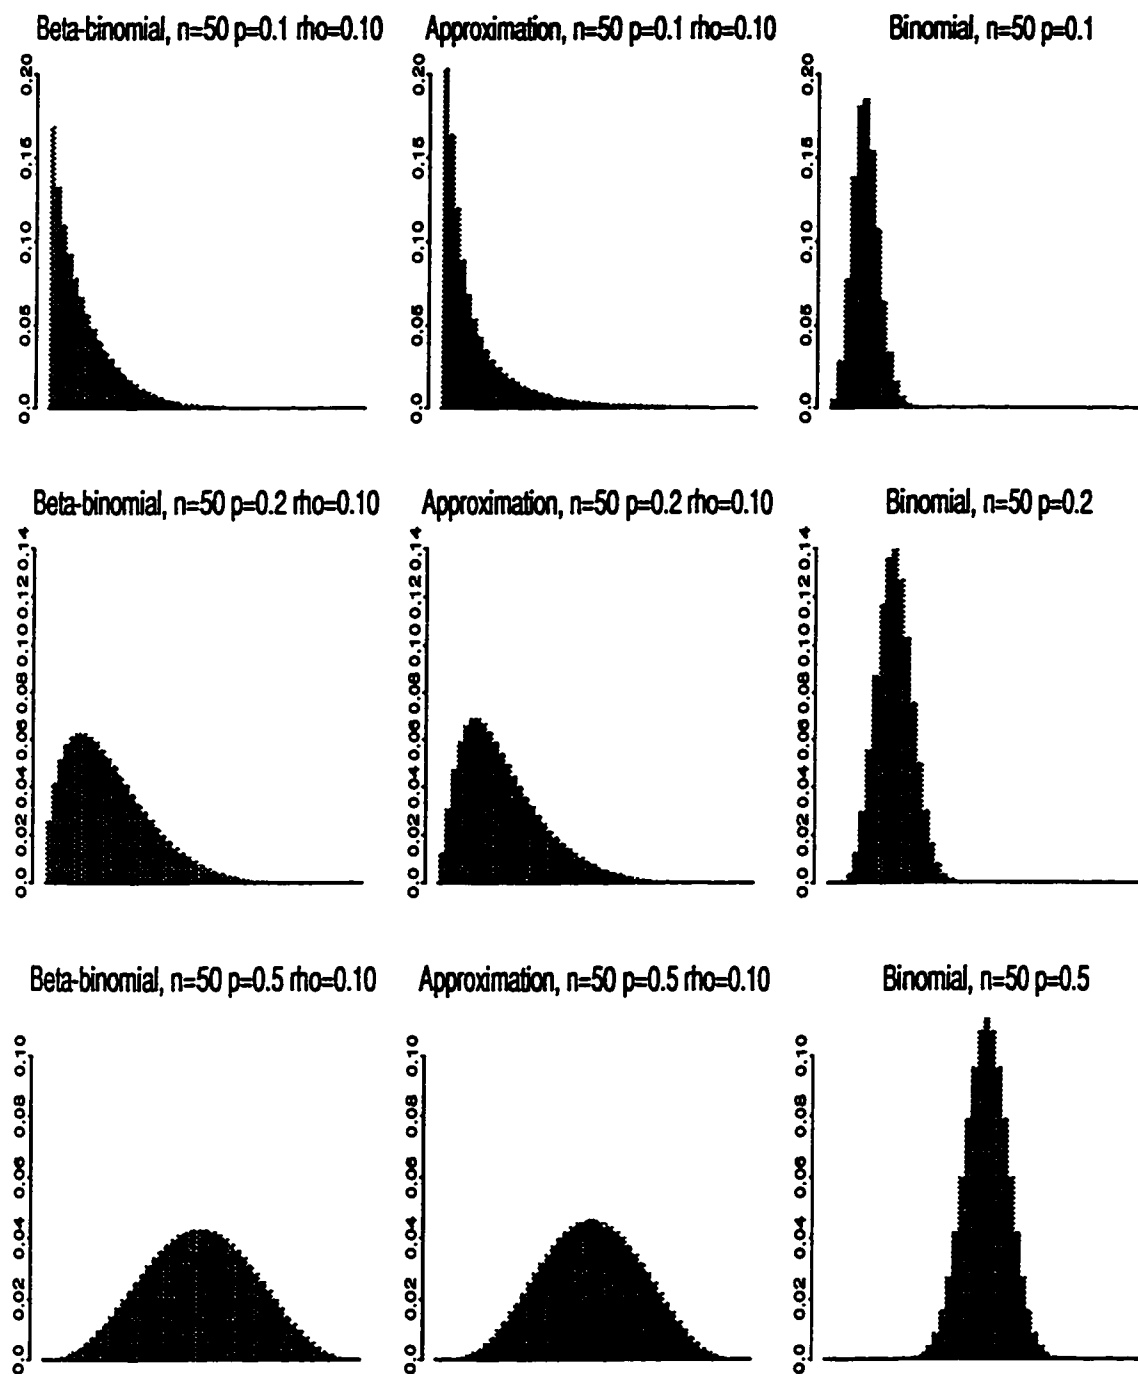 Beta-binomial, n=50 p=0.1 rho=0.10
Approximation, n=50 p=0.1 rho=0.10
Binomial, n=50 p=0.1
0.0 0.05 0.10 0.15 0.20
0.0 0.05 0.10 0.15 0.20
0.0 0.05 0.10 0.15 0.20
Beta-binomial, n=50 p=0.2 rho=0.10
Approximation, n=50 p=0.2 rho=0.10
Binomial, n=50 p=0.2
0.0 0.02 0.04 0.06 0.08 0.10 0.12 0.14
0.0 0.02 0.04 0.06 0.08 0.10 0.12 0.14
0.0 0.02 0.04 0.06 0.08 0.10 0.12 0.14
Beta-binomial, n=50 p=0.5 rho=0.10
Approximation, n=50 p=0.5 rho=0.10
Binomial, n=50 p=0.5
0.0 0.02 0.04 0.06 0.08 0.10
0.0 0.02 0.04 0.06 0.08 0.10
0.0 0.02 0.04 0.06 0.08 0.10